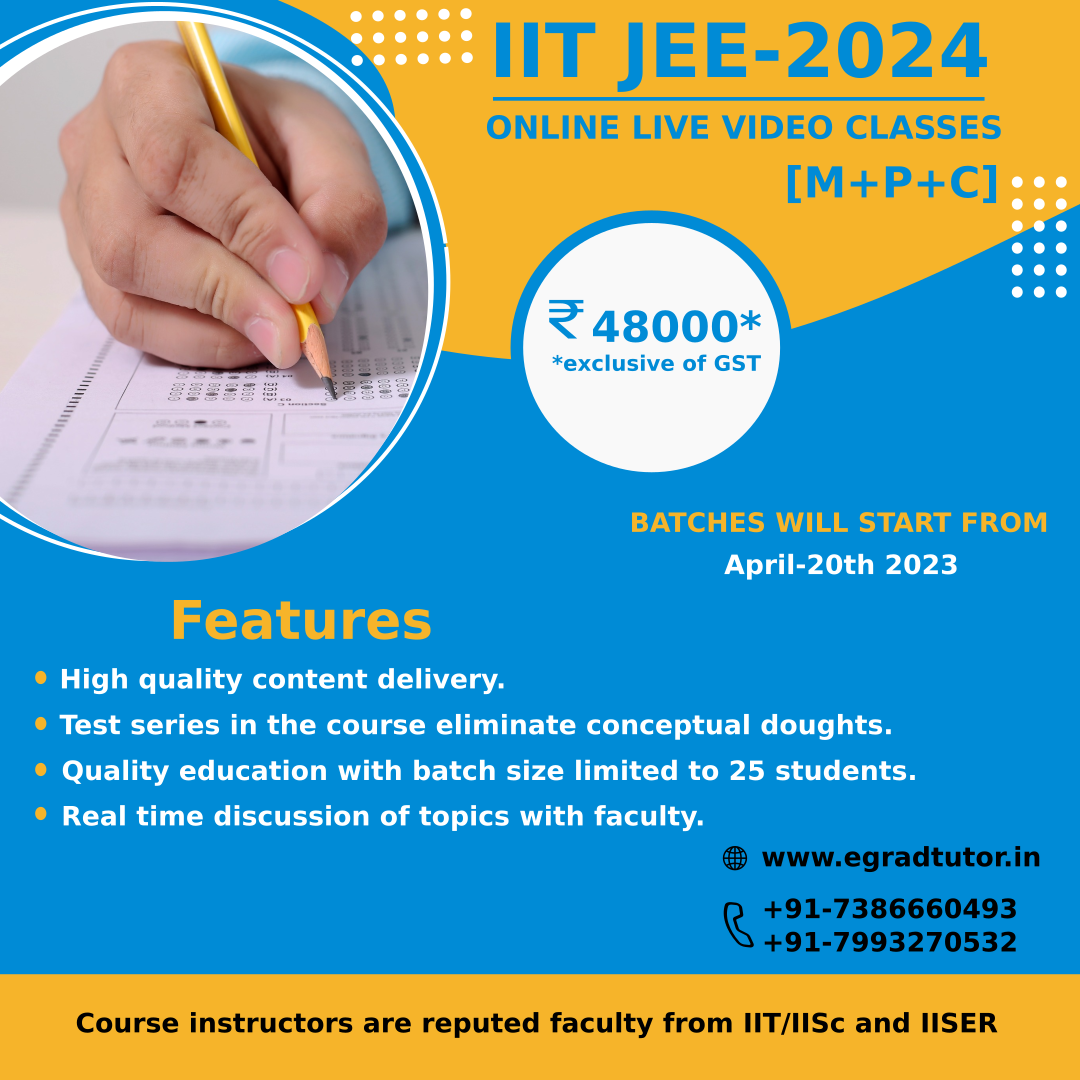 IIT JEE-2024
ONLINE LIVE VIDEO CLASSES
[M+P+C]
₹ 48000*
*exclusive of GST
BATCHES WILL START FROM
April-20th 2023
Features
High quality content delivery.
Test series in the course eliminate conceptual doughts.
Quality education with batch size limited to 25 students.
Real time discussion of topics with faculty.
www.egradtutor.in
+91-7386660493
+91-7993270532
Course instructors are reputed faculty from IIT/IISc and IISER